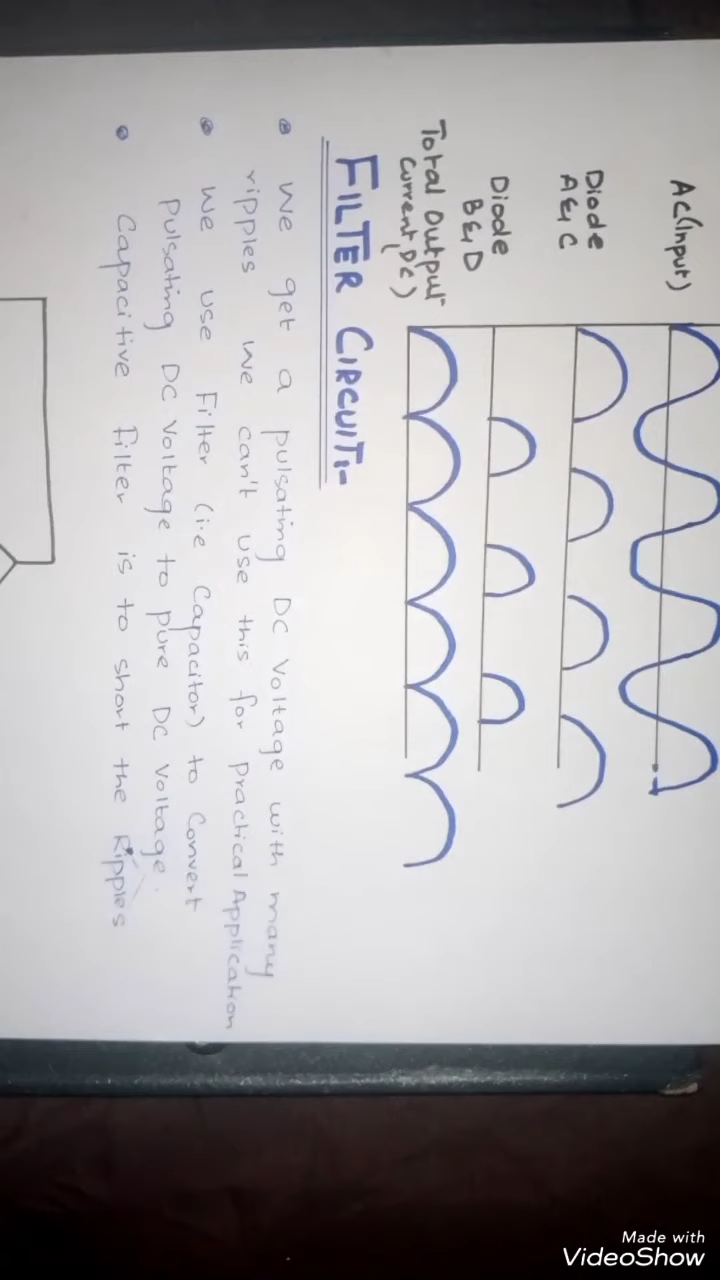 Ac(Input)
Diode
A & C
Diode
B & D
Total Output
Current(DC)
FILTER CIRCUIT:-
• We get a pulsating DC Voltage with many
ripples we can't use this for practical Application
• We use Filter (i.e Capacitor) to Convert
Pulsating DC Voltage to pure DC Voltage.
• Capacitive Filter is to short the Ripples
Made with
VideoShow